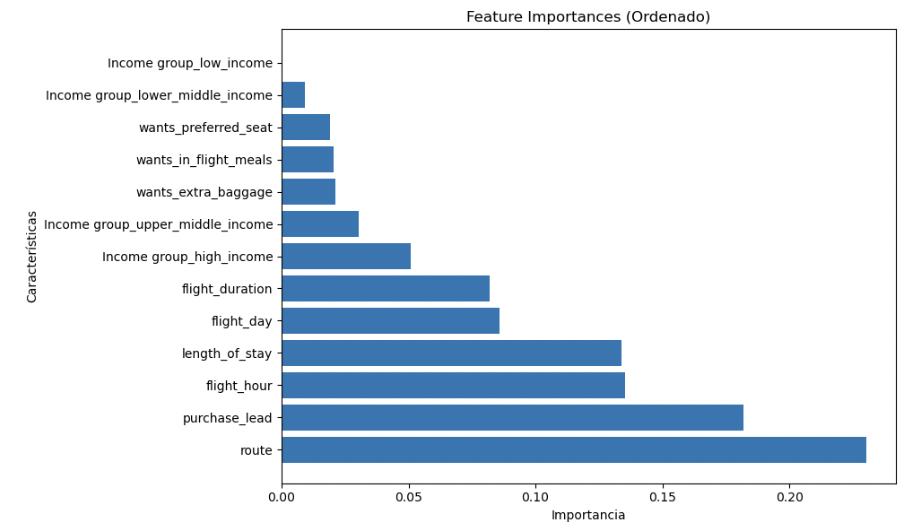 Feature Importances (Ordenado)
Características
Income group_low_income
Income group_lower_middle_income
wants_preferred_seat
wants_in_flight_meals
wants_extra_baggage
Income group_upper_middle_income
Income group_high_income
flight_duration
flight_day
length_of_stay
flight_hour
purchase_lead
route
0.00 0.05 0.10 0.15 0.20
Importancia